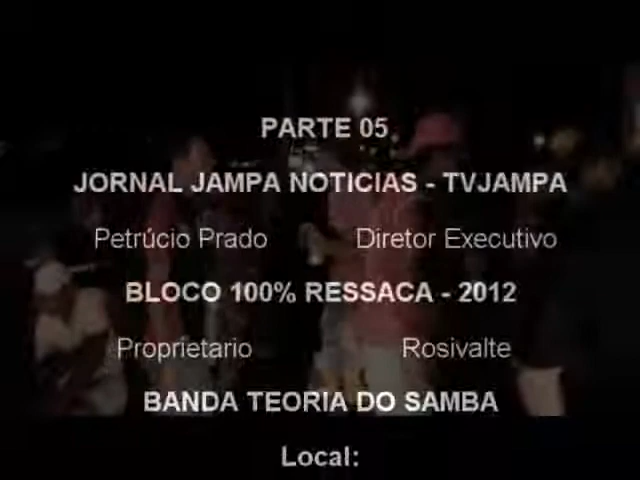 PARTE 05
JORNAL JAMPA NOTICIAS - TVJAMPA
Petrúcio Prado Diretor Executivo
BLOCO 100% RESSACA - 2012
Proprietario Rosivalte
BANDA TEORIA DO SAMBA
Local: